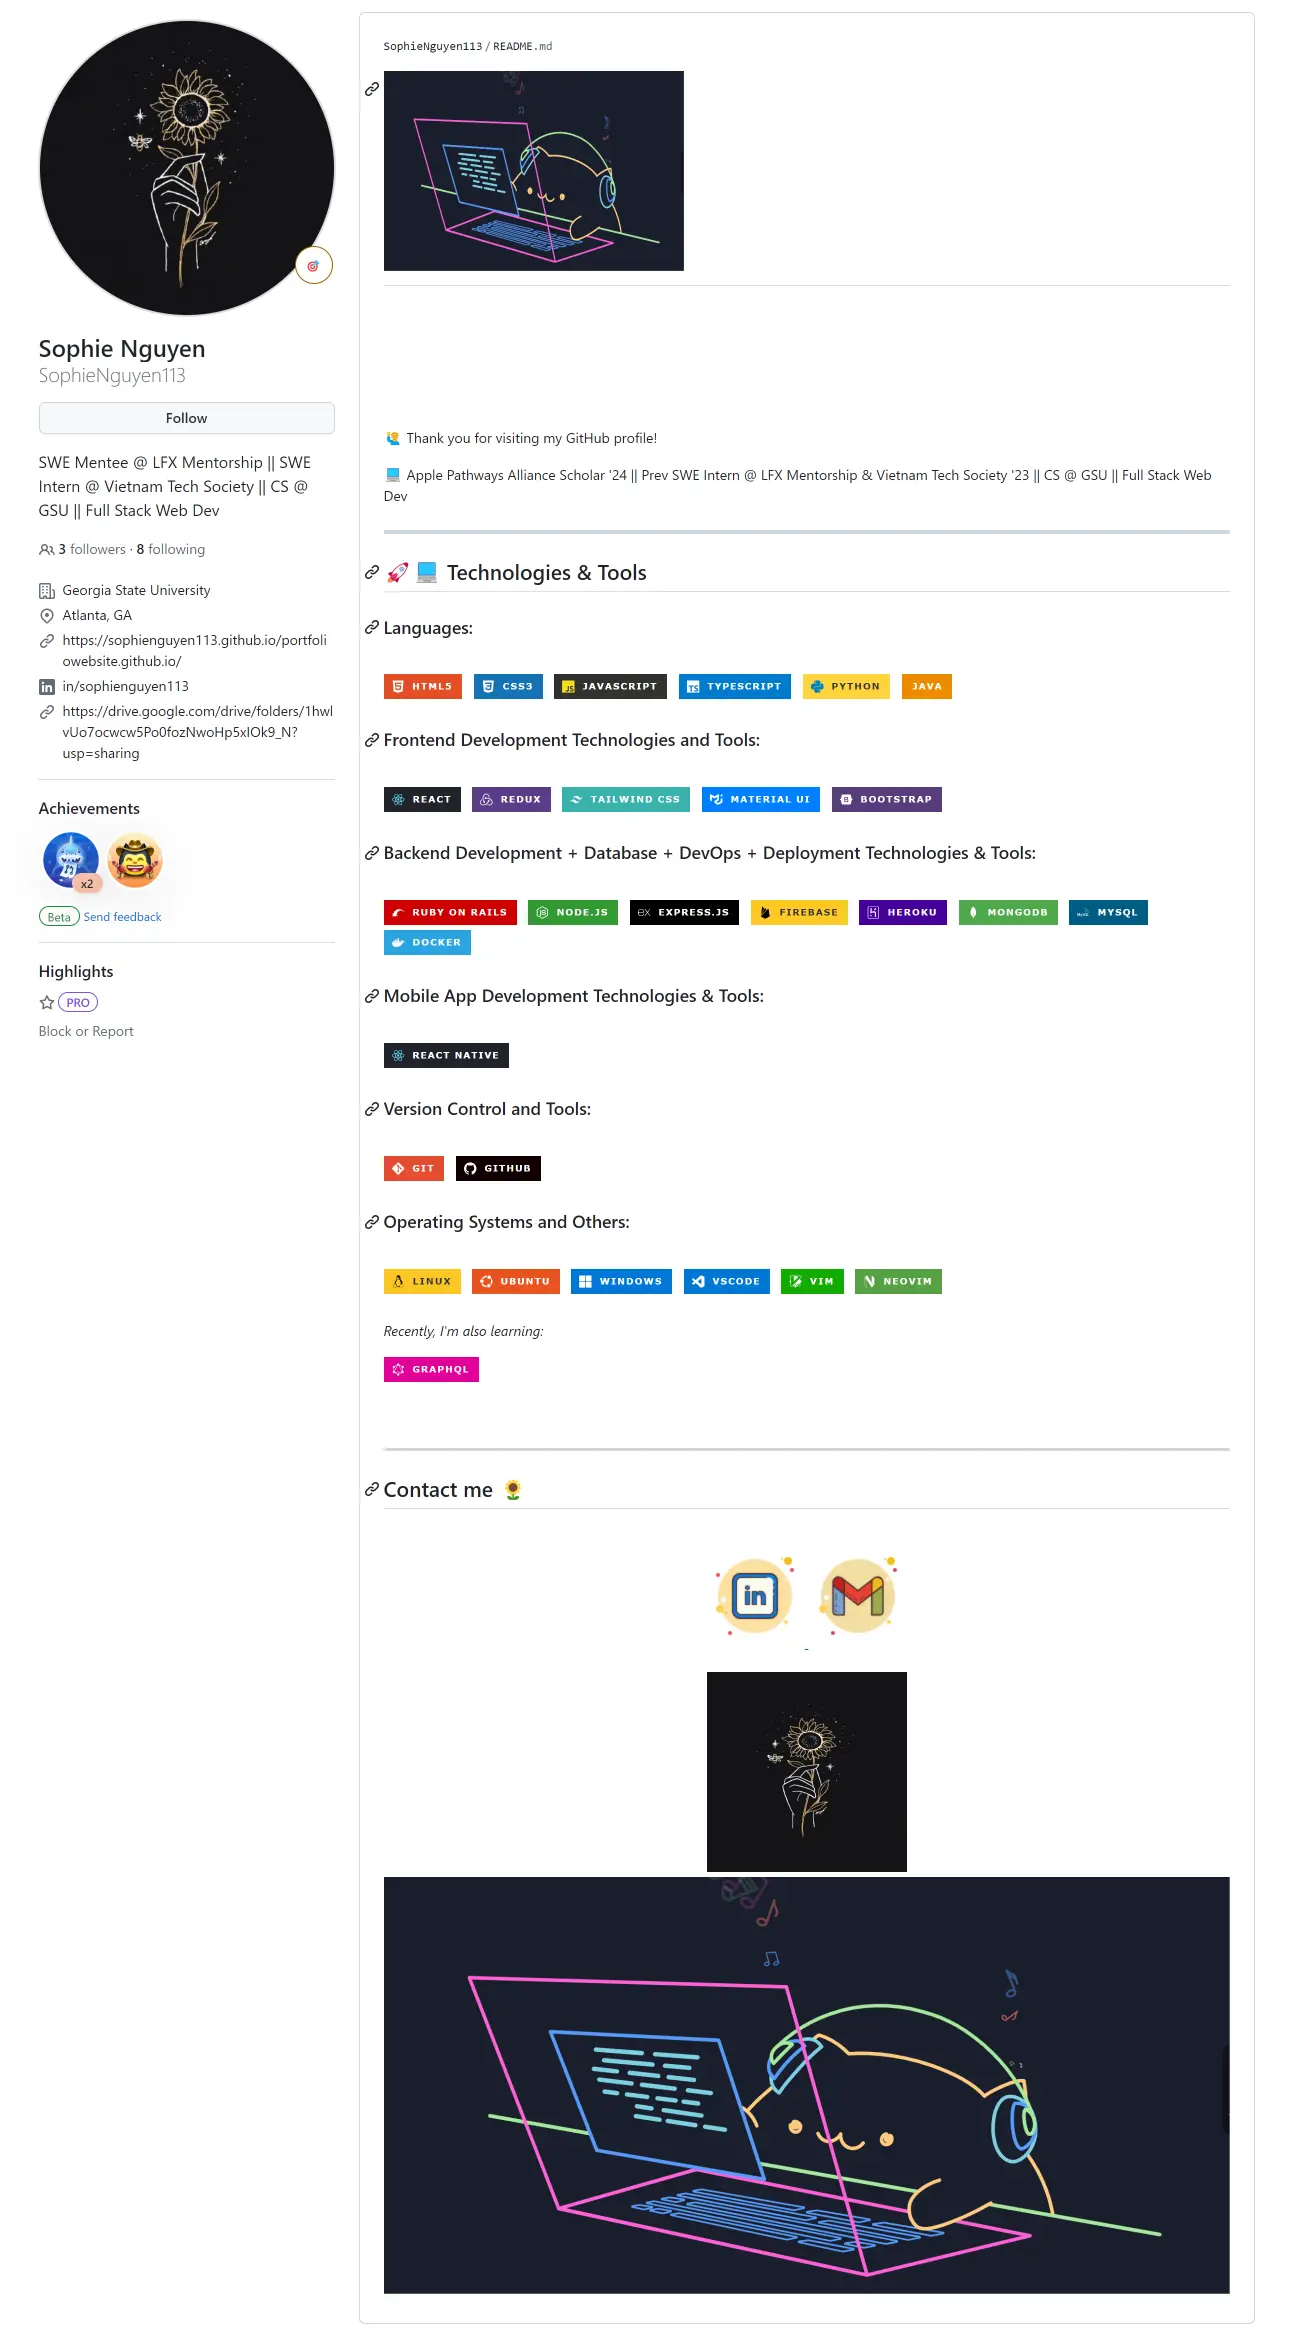 Sophie Nguyen
SophieNguyen113
Follow
SWE Mentee @ LFX Mentorship || SWE
Intern @ Vietnam Tech Society || CS @
GSU || Full Stack Web Dev
3 followers · 8 following
Georgia State University
Atlanta, GA
https://sophienguyen113.github.io/portfoli
owebsite.github.io/
in/sophienguyen113
https://drive.google.com/drive/folders/1hwl
vUo7ocwcw5Po0fozNwoHp5xIOk9_N?
usp=sharing
Achievements
x2
Beta Send feedback
Highlights
PRO
Block or Report
SophieNguyen113/README.md
Thank you for visiting my GitHub profile!
Apple Pathways Alliance Scholar '24 || Prev SWE Intern @ LFX Mentorship & Vietnam Tech Society '23 || CS @ GSU || Full Stack Web
Dev
Technologies & Tools
Languages:
HTML5 CSS3 JS JAVASCRIPT TS TYPESCRIPT PYTHON JAVA
Frontend Development Technologies and Tools:
REACT REDUX TAILWIND CSS MATERIAL UI BOOTSTRAP
Backend Development + Database + DevOps + Deployment Technologies & Tools:
RUBY ON RAILS NODE.JS EX EXPRESS.JS FIREBASE HEROKU MONGODB MYSQL
DOCKER
Mobile App Development Technologies & Tools:
REACT NATIVE
Version Control and Tools:
GIT GITHUB
Operating Systems and Others:
LINUX UBUNTU WINDOWS VSCODE VIM NEOVIM
Recently, I'm also learning:
GRAPHQL
Contact me
in